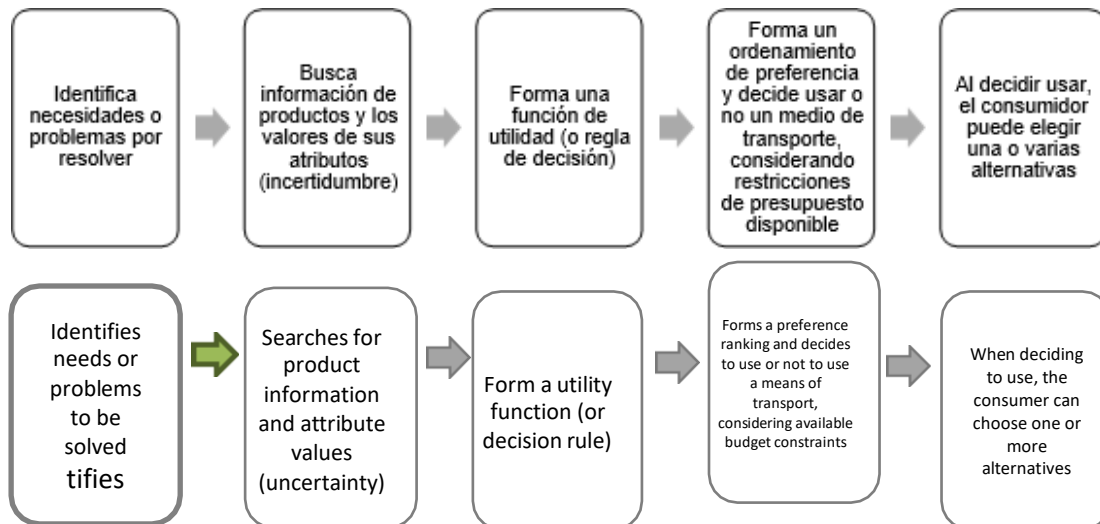 Identifica
necesidades o
problemas por
resolver
Busca
información de
productos y los
valores de sus
atributos
(incertidumbre)
Forma una
función de
utilidad (o regla
de decisión)
Forma un
ordenamiento
de preferencia
y decide usar o
no un medio de
transporte,
considerando
restricciones
de presupuesto
disponible
Al decidir usar,
el consumidor
puede elegir
una o varias
alternativas
Identifies
needs or
problems
to be
solved
tifies
Searches for
product
information
and attribute
values
(uncertainty)
Form a utility
function (or
decision rule)
Forms a preference
ranking and decides
to use or not to use
a means of
transport,
considering available
budget constraints
When deciding
to use, the
consumer can
choose one or
more
alternatives